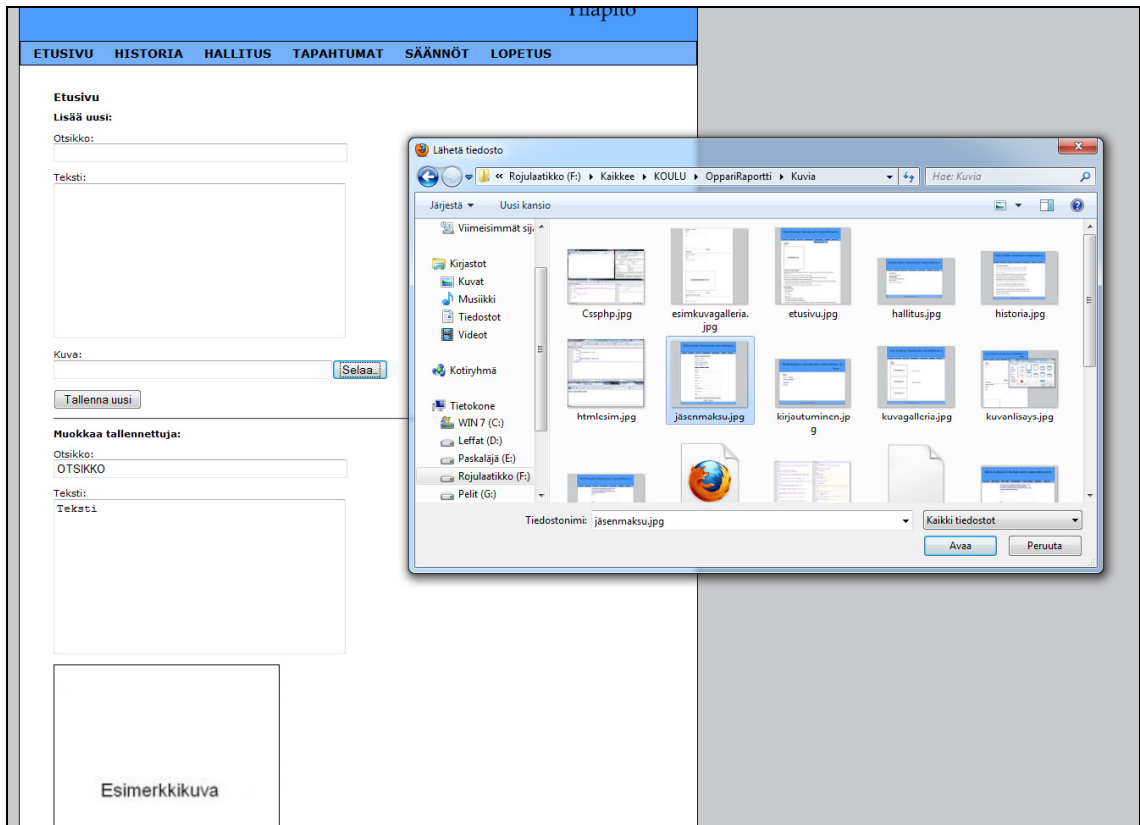 Ylläpito
ETUSIVU HISTORIA HALLITUS TAPAHTUMAT SÄÄNNÖT LOPETUS
Etusivu
Lisää uusi:
Otsikko:
Teksti:
Kuva:
Selaa...
Tallenna uusi
Muokkaa tallennettuja:
Otsikko:
OTSIKKO
Teksti:
Teksti
Esimerkkikuva
Lähetä tiedosto
« Rojulaatikko (F:) Kaikkee KOULU OppariRaportti Kuvia
Hae: Kuvia
Järjestä Uusi kansio
Viimeisimmät sij
Kirjastot
Kuvat
Musiikki
Tiedostot
Videot
Kotiryhmä
Tietokone
WIN 7 (C:)
Leffat (D:)
Paskaläjä (E:)
Rojulaatikko (F:)
Pelit (G:)
Cssphp.jpg
esimkuvagalleria.
jpg
etusivu.jpg
hallitus.jpg
historia.jpg
htmlesim.jpg
jäsenmaksu.jpg
kirjautuminen.jp
g
kuvagalleria.jpg
kuvanlisays.jpg
Tiedostonimi: jäsenmaksu.jpg
Kaikki tiedostot
Avaa Peruuta